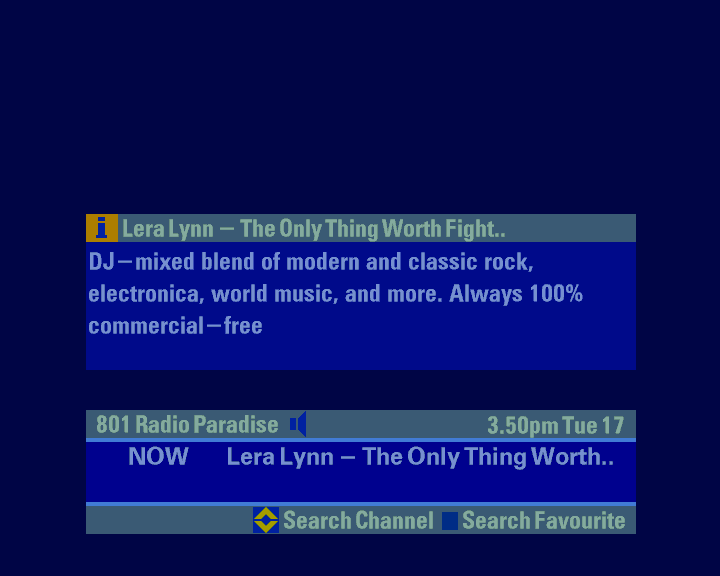 i Lera Lynn – The Only Thing Worth Fight..
DJ–mixed blend of modern and classic rock,
electronica, world music, and more. Always 100%
commercial–free
801 Radio Paradise 3.50pm Tue 17
NOW Lera Lynn – The Only Thing Worth..
Search Channel Search Favourite